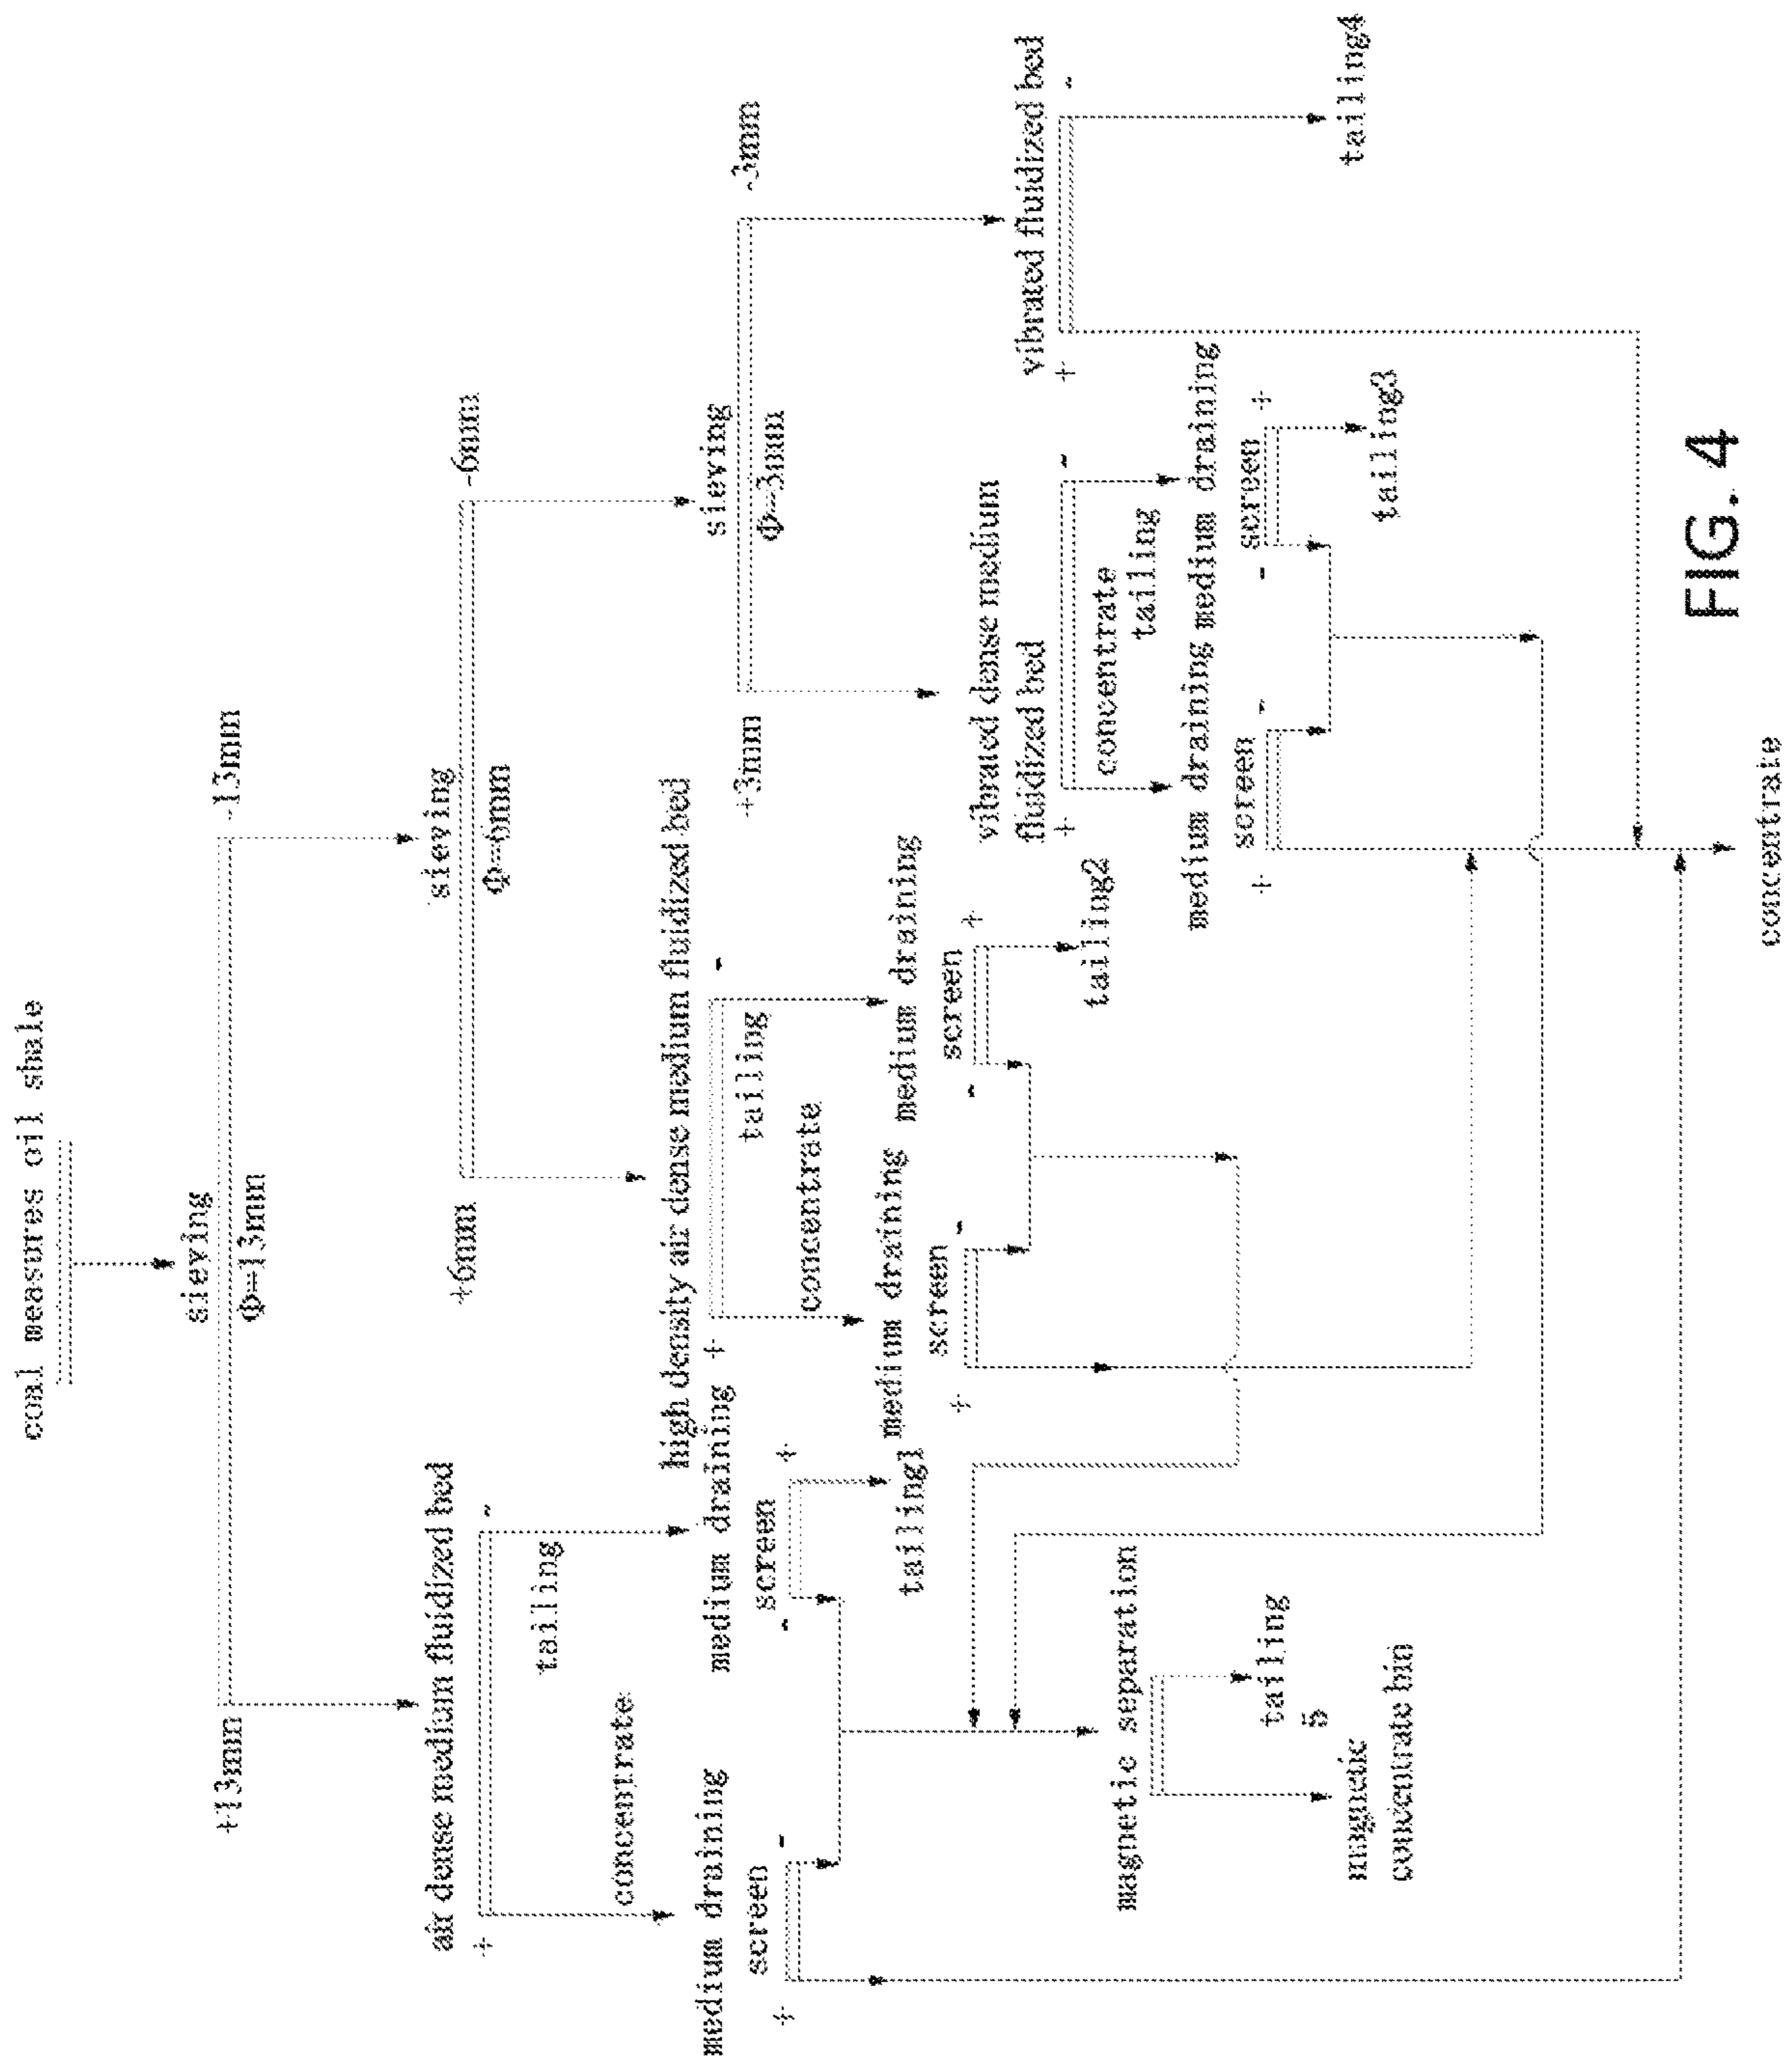 coal measures oil shale
sieving
Φ=13mm
+13mm
-13mm
air dense medium fluidized bed
+
-
tailing
concentrate
sieving
Φ=6mm
+6mm
-6mm
medium draining
screen
+
-
medium draining
screen
-
+
tailing1
high density air dense medium fluidized bed
+
-
tailing
concentrate
sieving
Φ=3mm
+3mm
-3mm
medium draining
screen
+
-
medium draining
screen
-
+
tailing2
vibrated dense medium
fluidized bed
+
-
concentrate
tailing
vibrated fluidized bed
+
-
medium draining
screen
+
-
medium draining
screen
-
+
tailing3
tailing4
magnetic separation
tailing
5
magnetic
concentrate bin
concentrate
FIG. 4